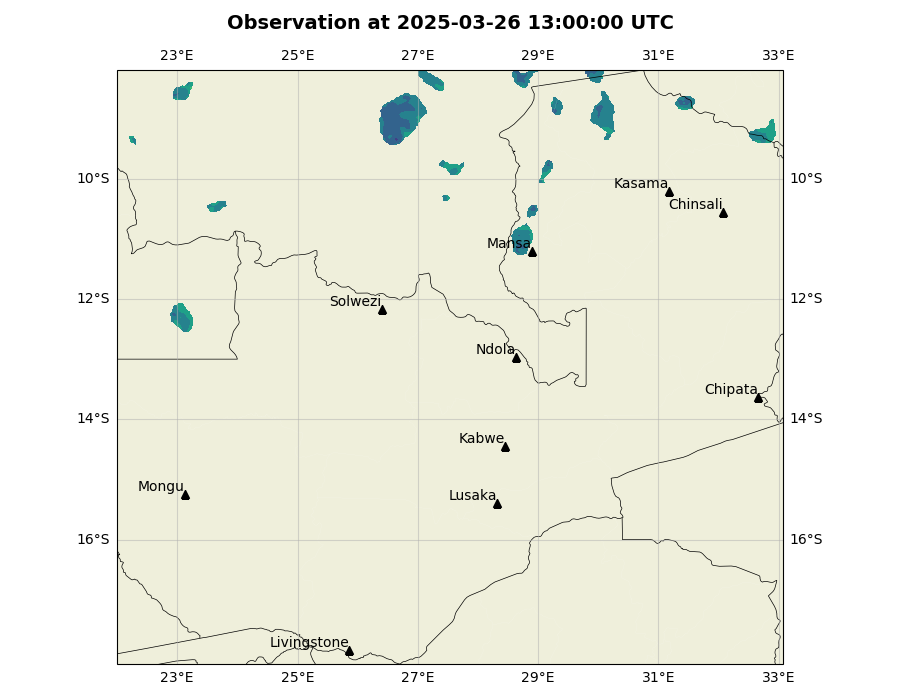 Observation at 2025-03-26 13:00:00 UTC
23°E 25°E 27°E 29°E 31°E 33°E
10°S 10°S
Kasama
Chinsali
Mansa
12°S 12°S
Solwezi
Ndola
Chipata
14°S 14°S
Kabwe
Mongu
Lusaka
16°S 16°S
Livingstone
23°E 25°E 27°E 29°E 31°E 33°E